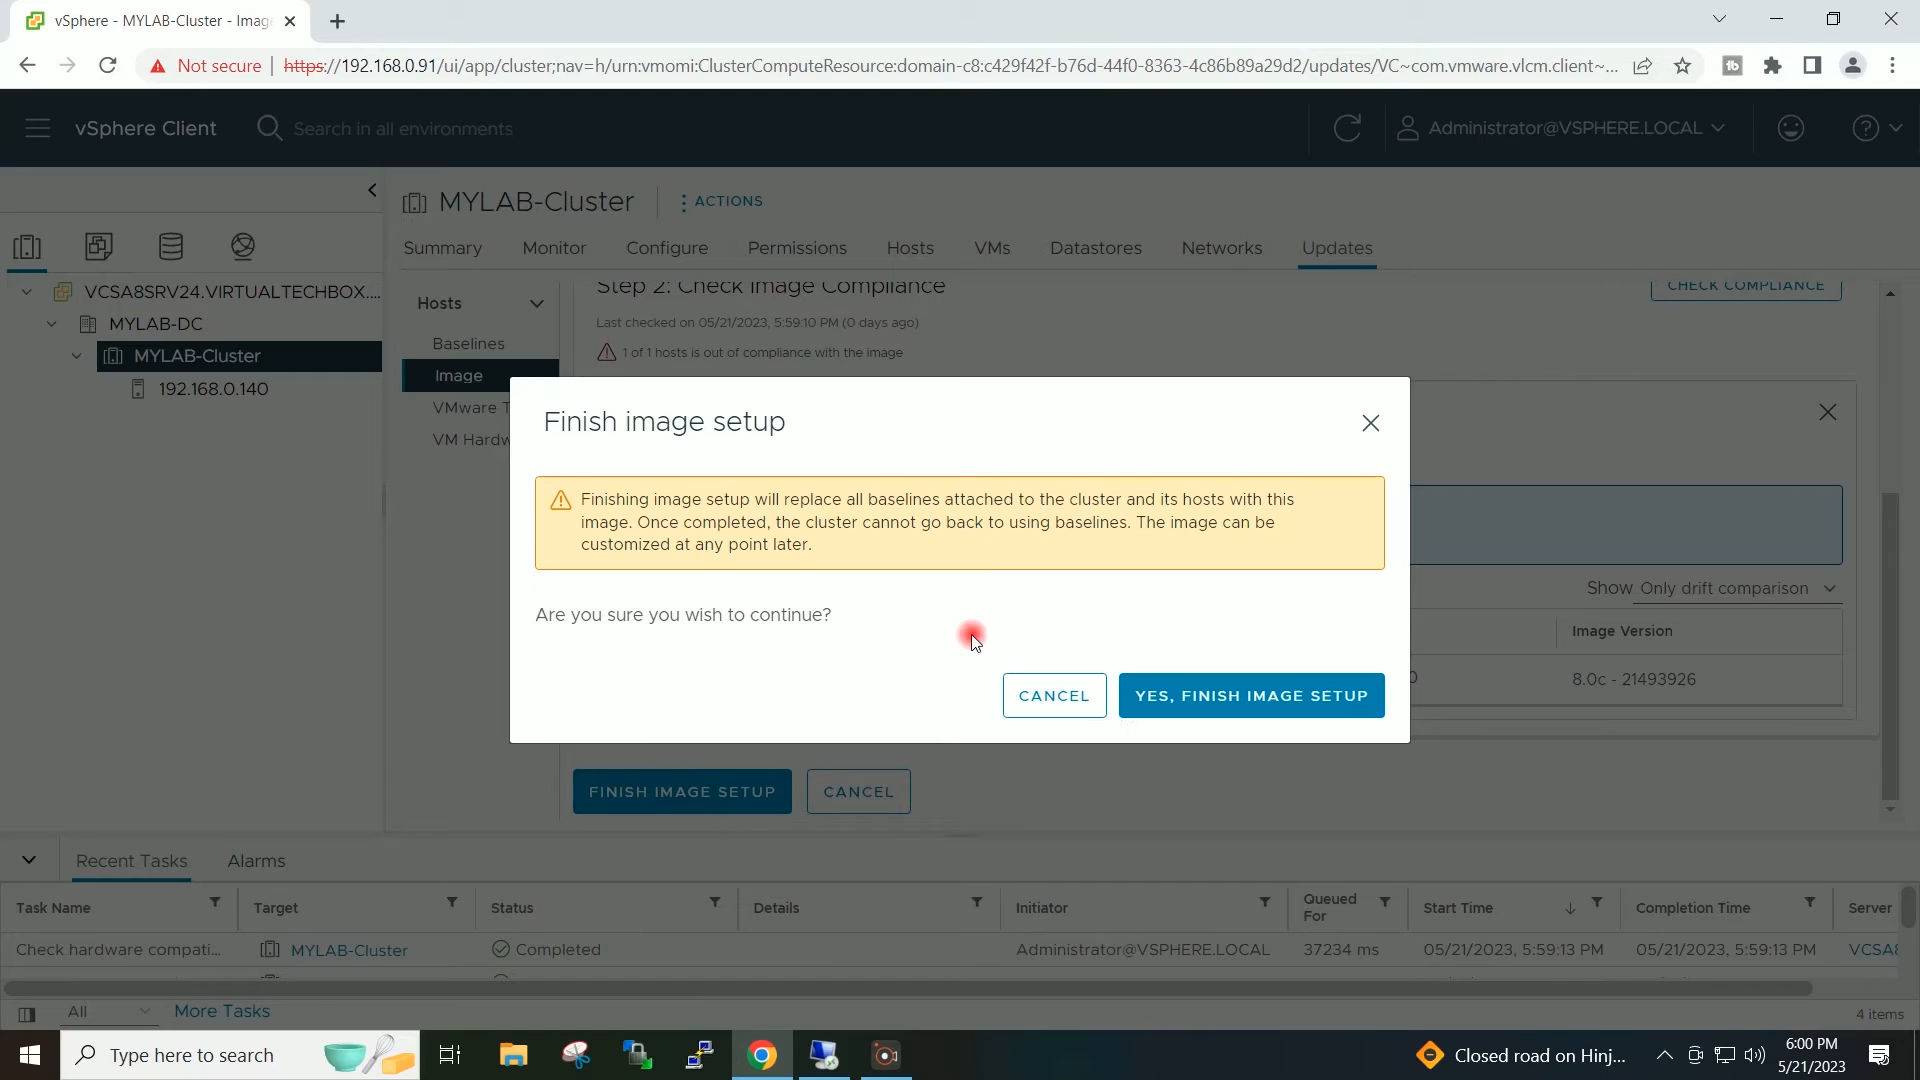 vSphere - MYLAB-Cluster - Imag
Not secure
https://192.168.0.91/ui/app/cluster;nav=h/urn:vmomi:ClusterComputeResource:domain-c8:c429f42f-b76d-44f0-8363-4c86b89a29d2/updates/VC~com.vmware.vlcm.client~...
vSphere Client
Search in all environments
Administrator@VSPHERE.LOCAL
MYLAB-Cluster
ACTIONS
Summary Monitor Configure Permissions Hosts VMs Datastores Networks Updates
VCSA8SRV24.VIRTUALTECHBOX....
MYLAB-DC
MYLAB-Cluster
192.168.0.140
Hosts
Baselines
Image
VMware T
VM Hardw
Step 2: Check Image Compliance
CHECK COMPLIANCE
Last checked on 05/21/2023, 5:59:10 PM (0 days ago)
1 of 1 hosts is out of compliance with the image
Finish image setup
Finishing image setup will replace all baselines attached to the cluster and its hosts with this
image. Once completed, the cluster cannot go back to using baselines. The image can be
customized at any point later.
Are you sure you wish to continue?
CANCEL
YES, FINISH IMAGE SETUP
Show Only drift comparison
Image Version
8.0c - 21493926
FINISH IMAGE SETUP
CANCEL
Recent Tasks Alarms
Task Name Target Status Details Initiator Queued For Start Time Completion Time Server
Check hardware compati... MYLAB-Cluster Completed Administrator@VSPHERE.LOCAL 37234 ms 05/21/2023, 5:59:13 PM 05/21/2023, 5:59:13 PM VCSA8
All More Tasks
4 items
Type here to search
Closed road on Hinj...
6:00 PM
5/21/2023